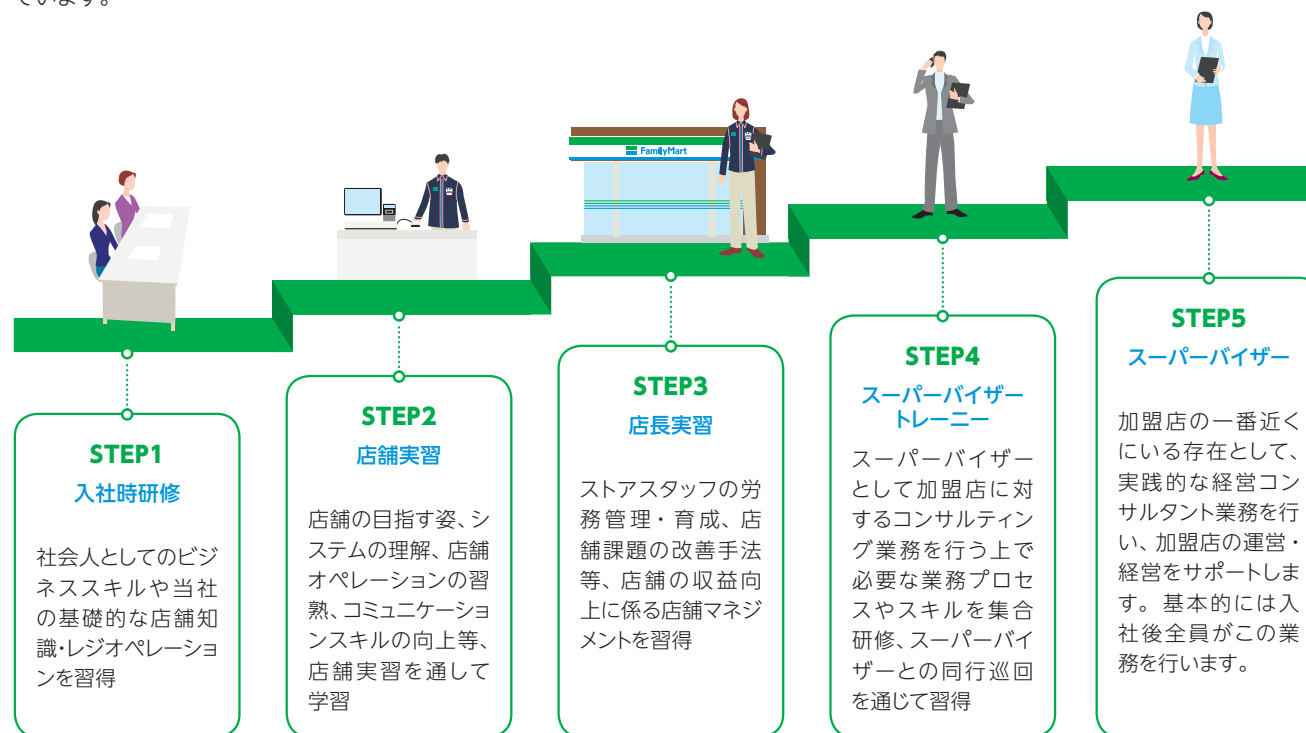 ています。
FamilyMart
STEP1
入社時研修
社会人としてのビジ
ネススキルや当社
の基礎的な店舗知
識・レジオペレーショ
ンを習得
STEP2
店舗実習
店舗の目指す姿、シ
ステムの理解、店舗
オペレーションの習
熟、コミュニケーショ
ンスキルの向上等、
店舗実習を通して
学習
STEP3
店長実習
ストアスタッフの労
務管理・育成、店
舗課題の改善手法
等、店舗の収益向
上に係る店舗マネジ
メントを習得
STEP4
スーパーバイザー
トレーニー
スーパーバイザー
として加盟店に対
するコンサルティン
グ業務を行う上で
必要な業務プロセ
スやスキルを集合
研修、スーパーバイ
ザーとの同行巡回
を通じて習得
STEP5
スーパーバイザー
加盟店の一番近く
にいる存在として、
実践的な経営コン
サルタント業務を行
い、加盟店の運営・
経営をサポートしま
す。基本的には入
社後全員がこの業
務を行います。